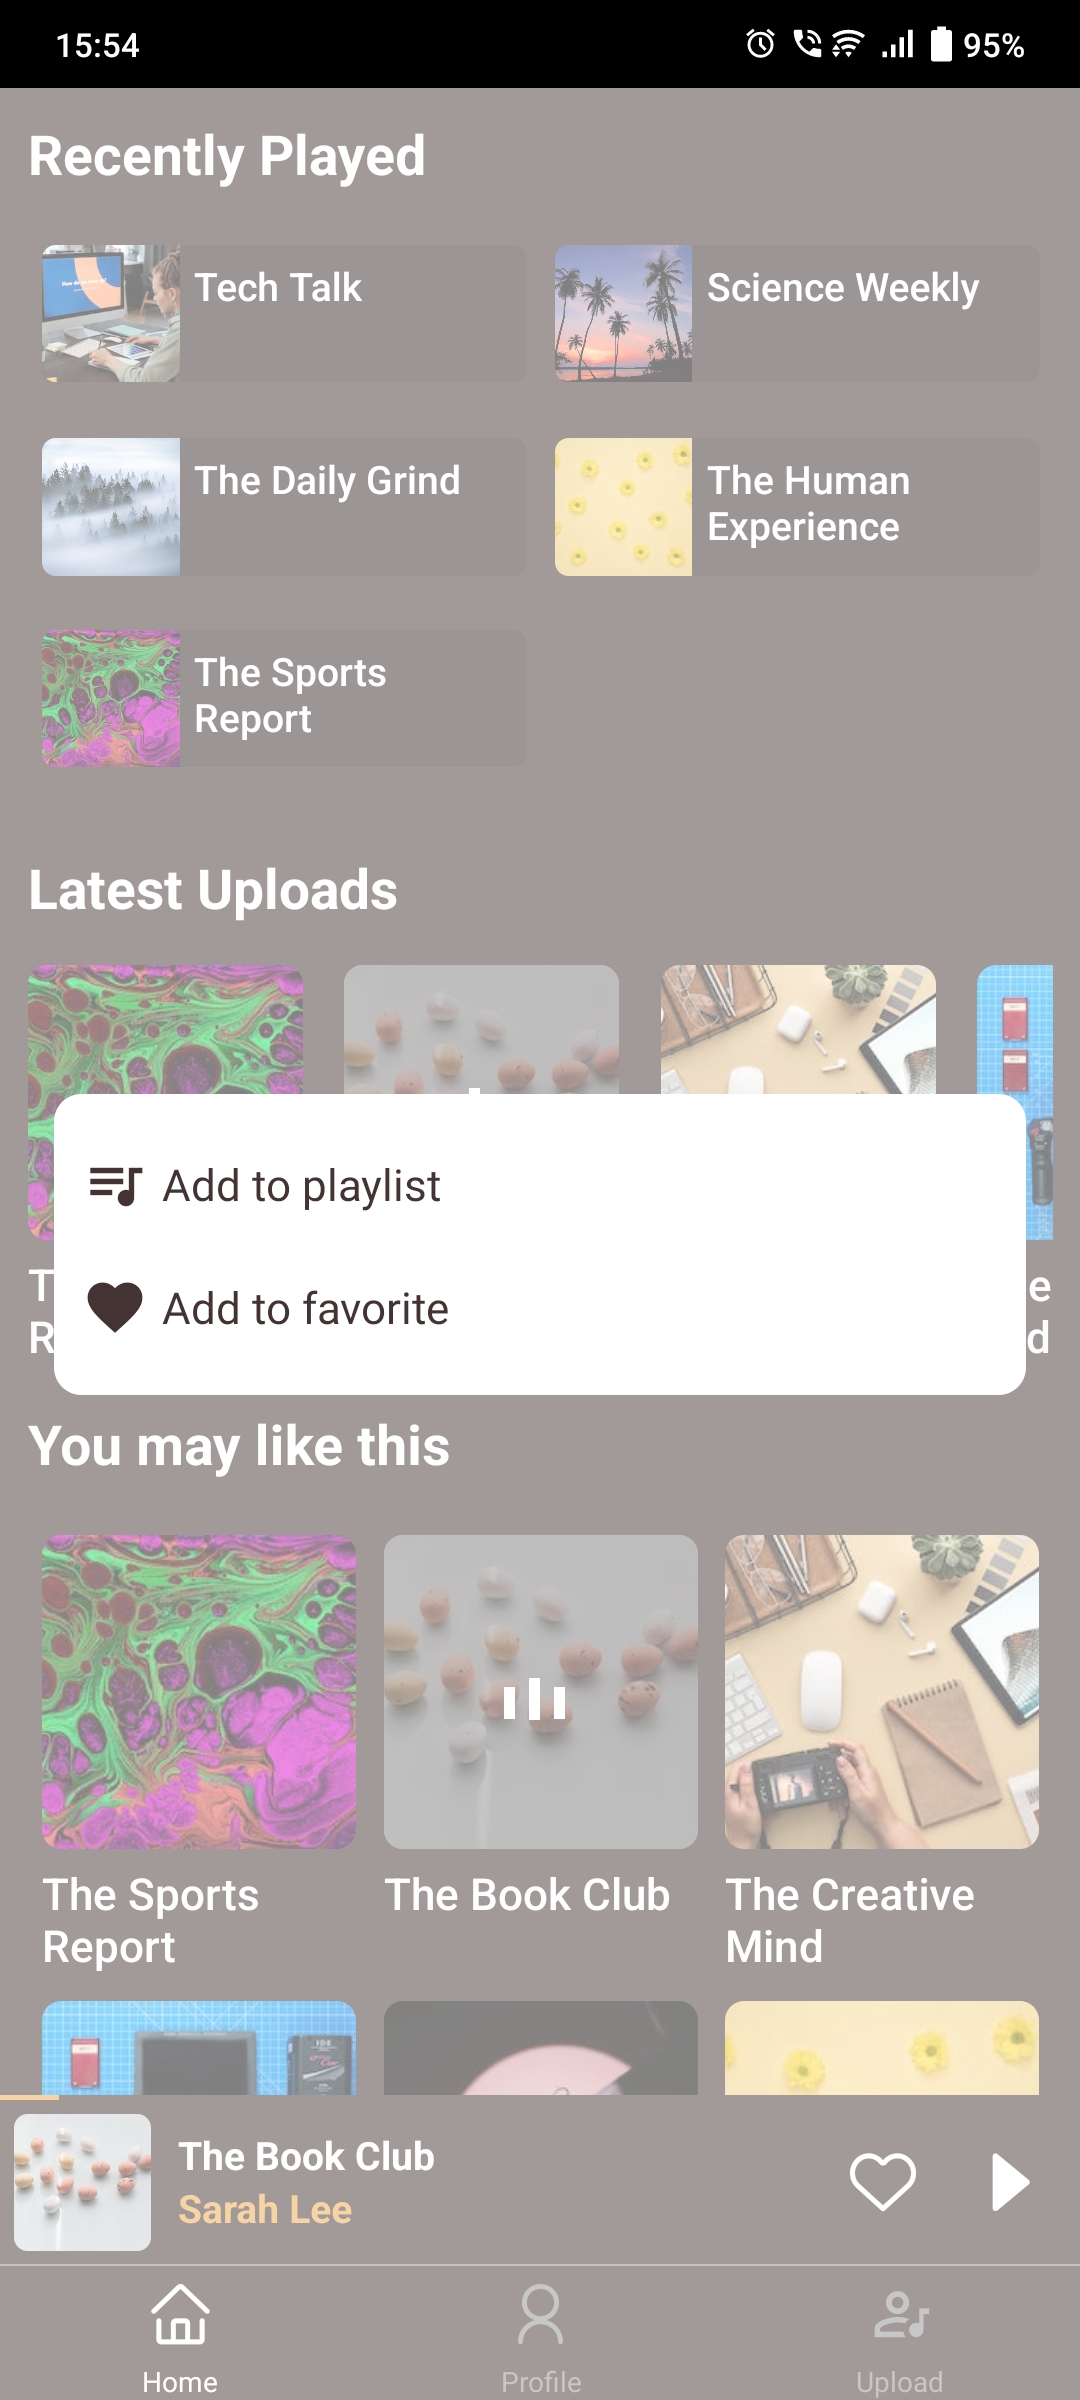 15:54
95%
Recently Played
Tech Talk
Science Weekly
The Daily Grind
The Human
Experience
The Sports
Report
Latest Uploads
Add to playlist
Add to favorite
You may like this
The Sports
Report
The Book Club
The Creative
Mind
The Book Club
Sarah Lee
Home
Profile
Upload